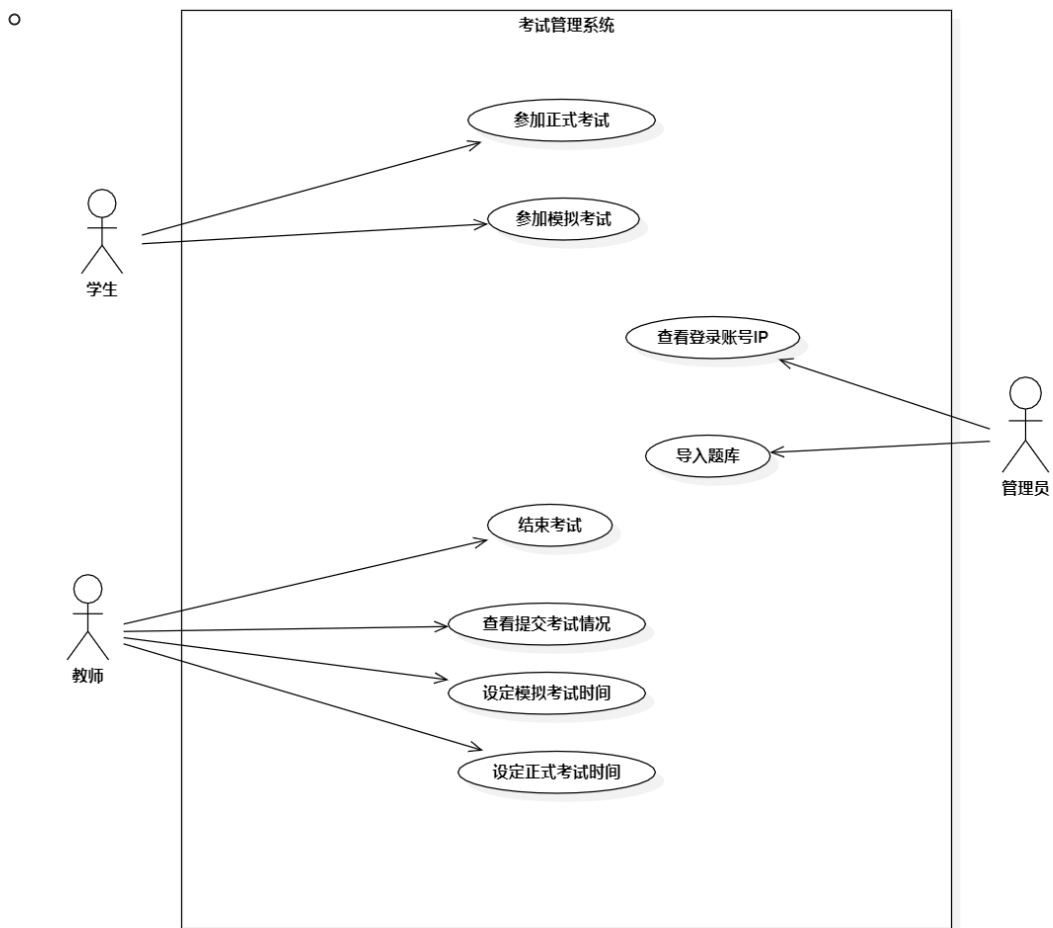 考试管理系统
参加正式考试
参加模拟考试
学生
查看登录账号IP
导入题库
管理员
结束考试
查看提交考试情况
教师
设定模拟考试时间
设定正式考试时间